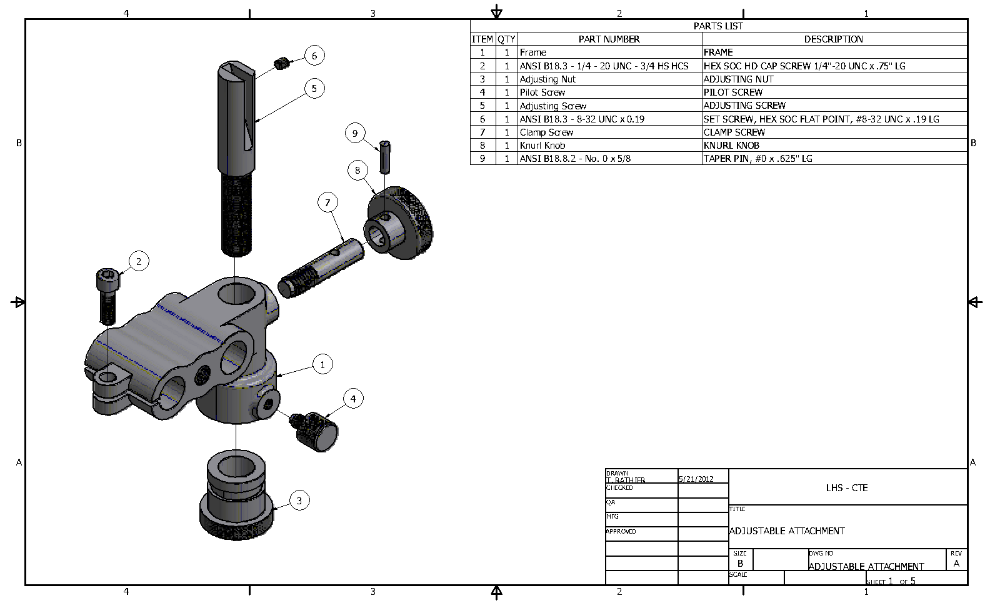 4 3 2 1
PARTS LIST
ITEM QTY PART NUMBER DESCRIPTION
1 1 Frame FRAME
2 1 ANSI B18.3 - 1/4 - 20 UNC - 3/4 HS HCS HEX SOC HD CAP SCREW 1/4"-20 UNC x .75" LG
3 1 Adjusting Nut ADJUSTING NUT
4 1 Pilot Screw PILOT SCREW
5 1 Adjusting Screw ADJUSTING SCREW
6 1 ANSI B18.3 - 8-32 UNC x 0.19 SET SCREW, HEX SOC FLAT POINT, #8-32 UNC x .19 LG
7 1 Clamp Screw CLAMP SCREW
8 1 Knurl Knob KNURL KNOB
9 1 ANSI B18.8.2 - No. 0 x 5/8 TAPER PIN, #0 x .625" LG
6
5
9
B B
8
7
2
1
4
A A
3
DRAWN
T. RATHIER 5/21/2012
CHECKED
LHS - CTE
QA
TITLE
MFG
APPROVED
ADJUSTABLE ATTACHMENT
SIZE DWG NO REV
B ADJUSTABLE ATTACHMENT A
SCALE
SHEET 1 OF 5
4 3 2 1